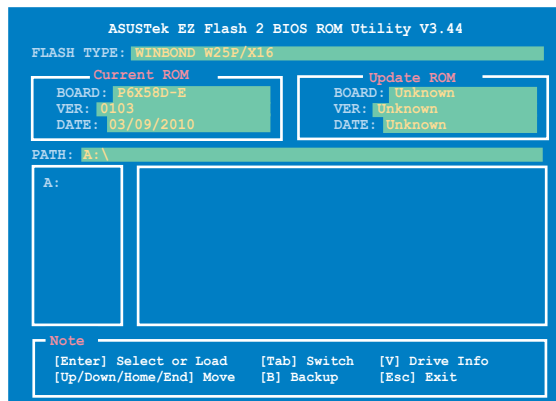 ASUSTek EZ Flash 2 BIOS ROM Utility V3.44
FLASH TYPE: WINBOND W25P/X16
Current ROM
BOARD: P6X58D-E
VER: 0103
DATE: 03/09/2010
Update ROM
BOARD: Unknown
VER: Unknown
DATE: Unknown
PATH: A:\
A:
Note
[Enter] Select or Load [Tab] Switch [V] Drive Info
[Up/Down/Home/End] Move [B] Backup [Esc] Exit